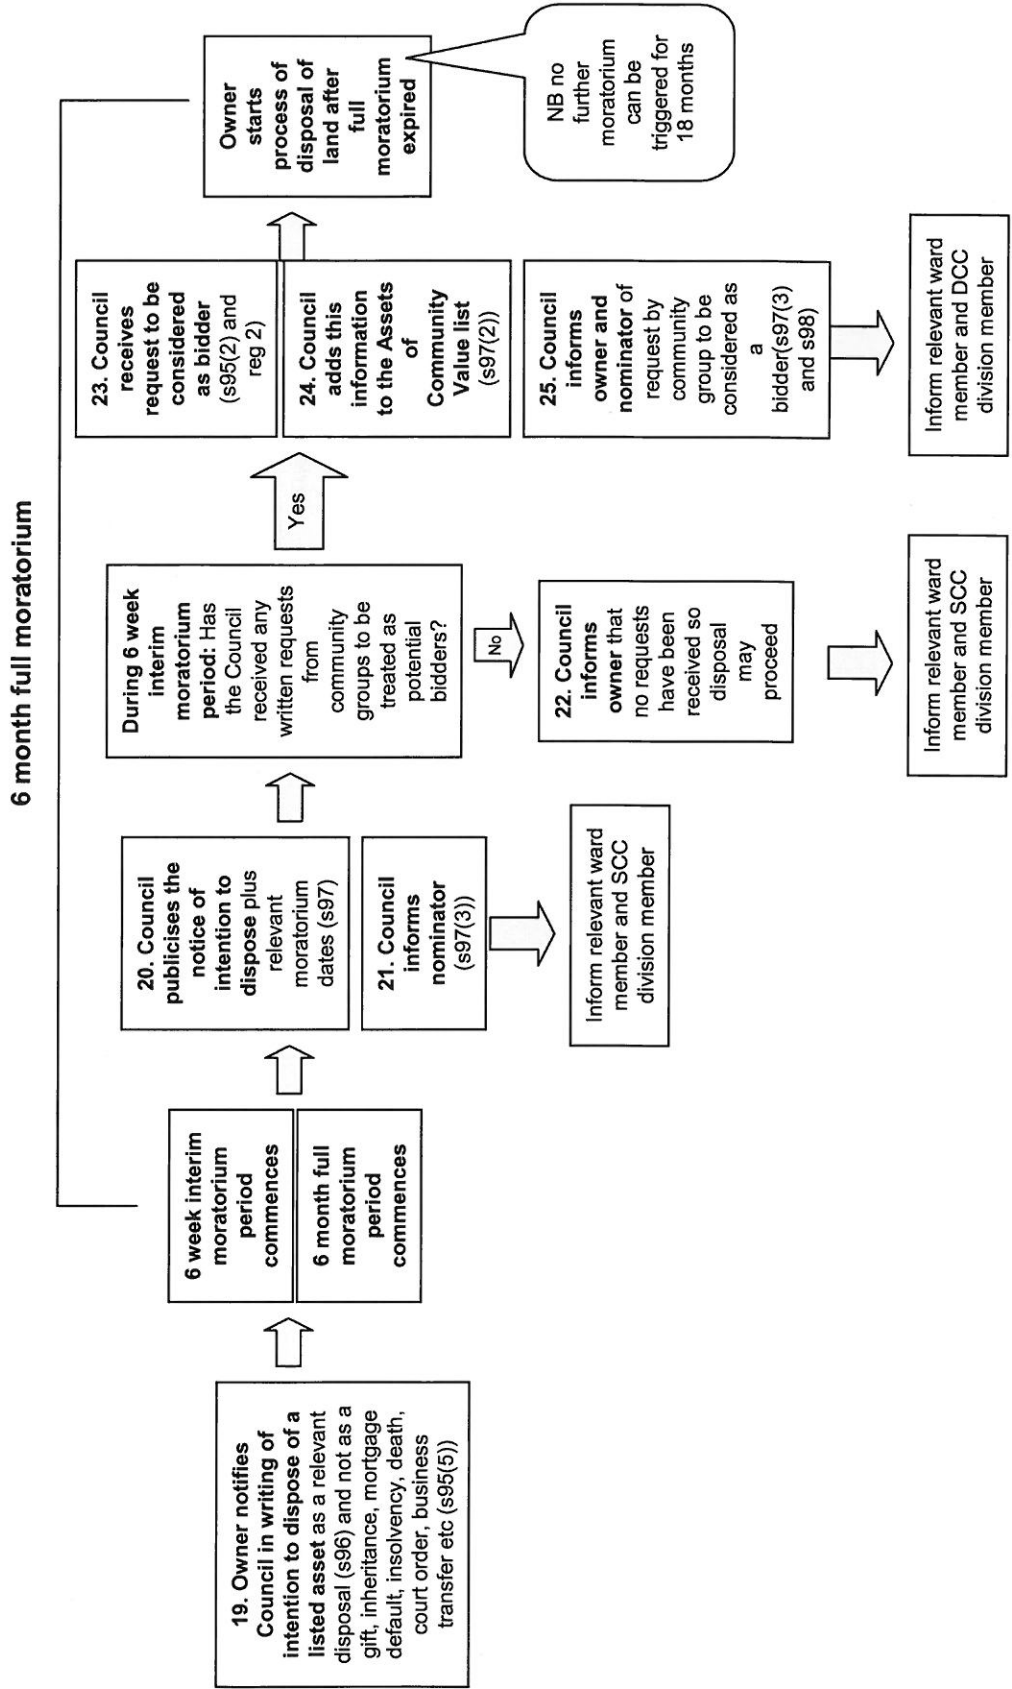 6 month full moratorium
19. Owner notifies
Council in writing of
intention to dispose of a
listed asset as a relevant
disposal (s96) and not as a
gift, inheritance, mortgage
default, insolvency, death,
court order, business
transfer etc (s95(5))
6 week interim
moratorium
period
commences
6 month full
moratorium
period
commences
20. Council
publicises the
notice of
intention to
dispose plus
relevant
moratorium
dates (s97)
21. Council
informs
nominator
(s97(3))
Inform relevant ward
member and SCC
division member
During 6 week
interim
moratorium
period: Has
the Council
received any
written requests
from
community
groups to be
treated as
potential
bidders?
Yes
No
22. Council
informs
owner that
no requests
have been
received so
disposal
may
proceed
Inform relevant ward
member and SCC
division member
23. Council
receives
request to be
considered
as bidder
(s95(2) and
reg 2)
24. Council
adds this
information
to the Assets
of
Community
Value list
(s97(2))
25. Council
informs
owner and
nominator of
request by
community
group to be
considered as
a
bidder(s97(3)
and s98)
Inform relevant ward
member and DCC
division member
Owner
starts
process of
disposal of
land after
full
moratorium
expired
NB no
further
moratorium
can be
triggered for
18 months